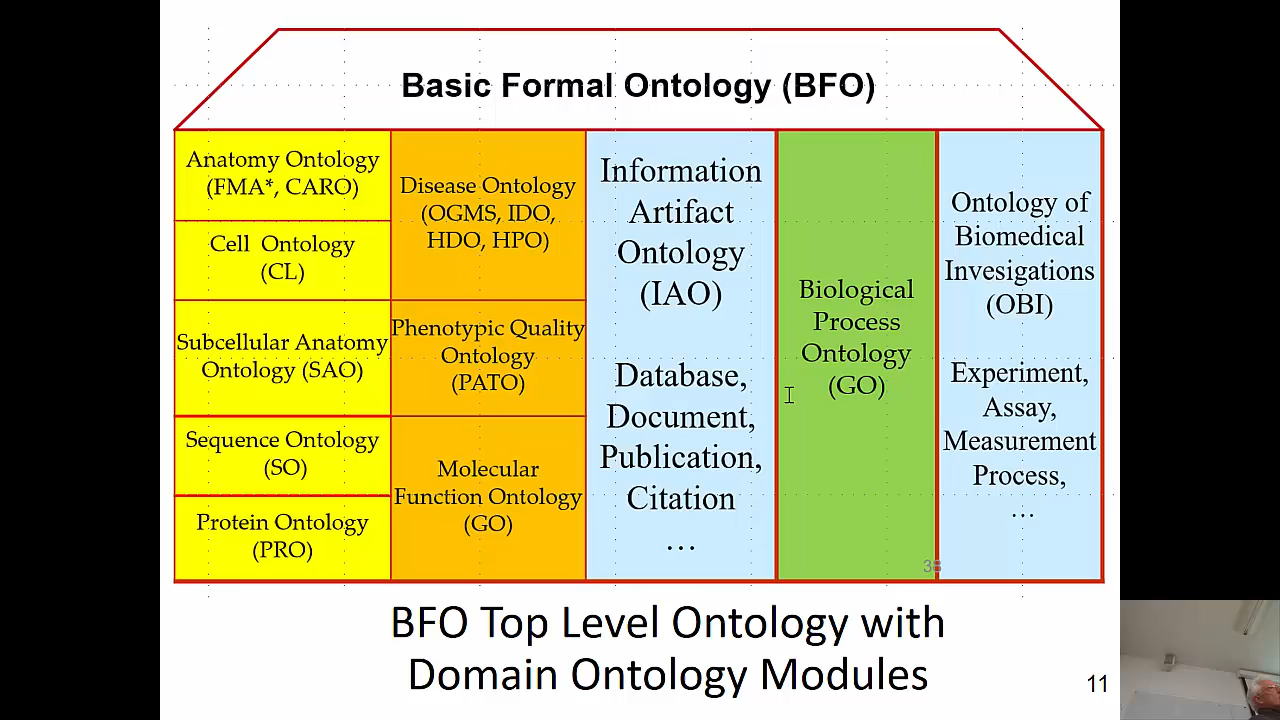 Basic Formal Ontology (BFO)
Anatomy Ontology
(FMA*, CARO)
Cell Ontology
(CL)
Subcellular Anatomy
Ontology (SAO)
Sequence Ontology
(SO)
Protein Ontology
(PRO)
Disease Ontology
(OGMS, IDO,
HDO, HPO)
Phenotypic Quality
Ontology
(PATO)
Molecular
Function Ontology
(GO)
Information
Artifact
Ontology
(IAO)
Database,
Document,
Publication,
Citation
…
Biological
Process
Ontology
(GO)
Ontology of
Biomedical
Invesigations
(OBI)
Experiment,
Assay,
Measurement
Process,
…
38
BFO Top Level Ontology with
Domain Ontology Modules
11